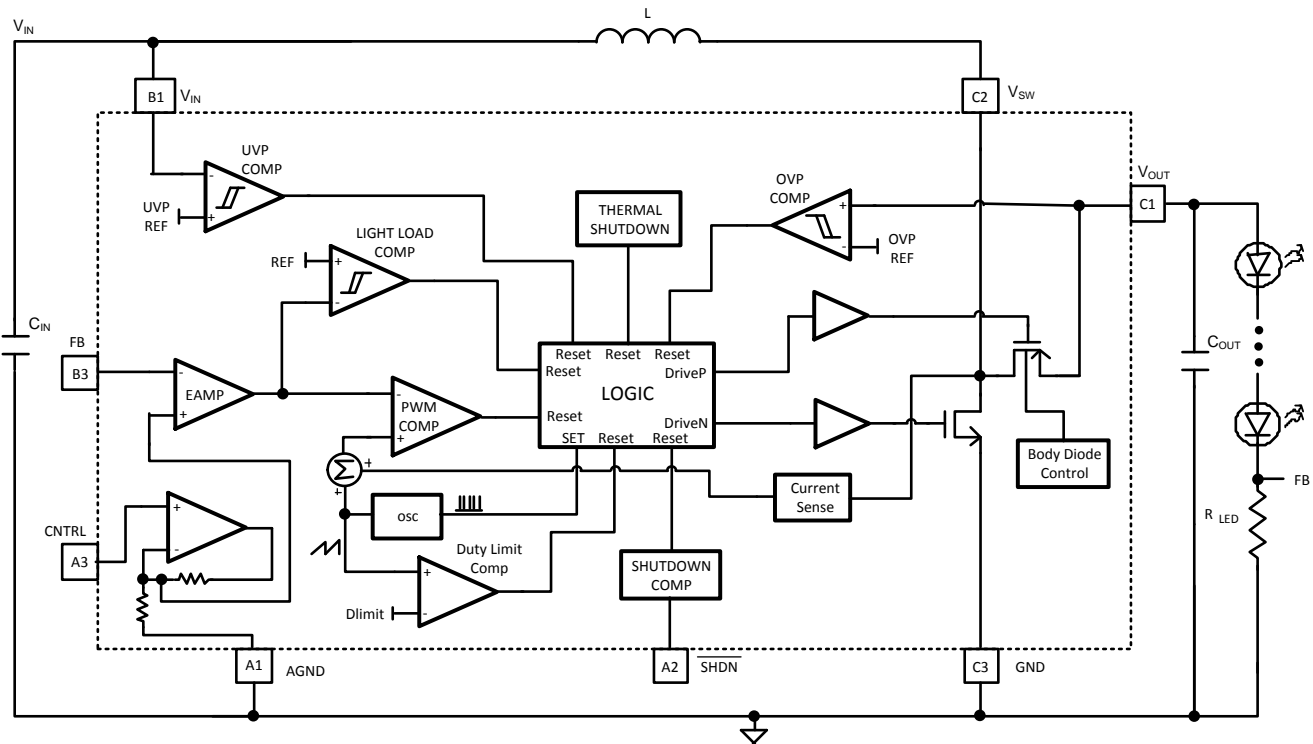 L
VIN
B1
VIN
C2
VSW
UVP
COMP
-
+
UVP
REF
THERMAL
SHUTDOWN
OVP
COMP
+
-
OVP
REF
VOUT
C1
LIGHT LOAD
COMP
REF
+
-
CIN
FB
B3
-
+
EAMP
-
+
PWM
COMP
Reset
Reset
Reset
Reset
DriveP
LOGIC
Reset
DriveN
SET
Reset
Reset
COUT
Σ
+
+
Body Diode
Control
Current
Sense
FB
R LED
osc
CNTRL
A3
+
-
Duty Limit
Comp
+
-
Dlimit
SHUTDOWN
COMP
A1
AGND
A2
SHDN
C3
GND